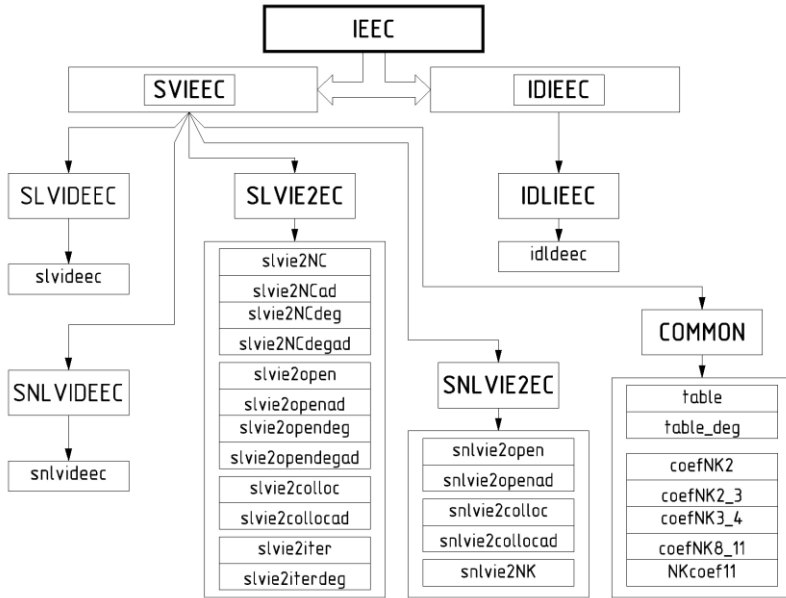 IEEC
SVIEEC
IDIEEC
SLVIDEEC
SLVIE2EC
IDLIEEC
slvideec
idldeec
slvie2NC
slvie2NCad
slvie2NCdeg
slvie2NCdegad
slvie2open
slvie2openad
slvie2opendeg
slvie2opendegad
slvie2colloc
slvie2collocad
slvie2iter
slvie2iterdeg
SNLVIDEEC
snlvideec
SNLVIE2EC
snlvie2open
snlvie2openad
snlvie2colloc
snlvie2collocad
snlvie2NK
COMMON
table
table_deg
coefNK2
coefNK2_3
coefNK3_4
coefNK8_11
NKcoef11